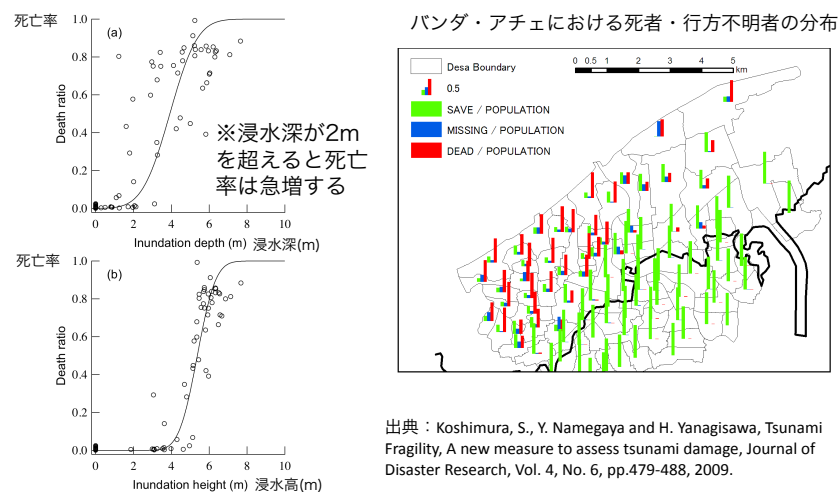 死亡率
(a)
1.0
0.8
0.6
0.4
0.2
0.0
Death ratio
0 2 4 6 8 10
Inundation depth (m) 浸水深(m)
※浸水深が2m
を超えると死亡
率は急増する
死亡率
(b)
1.0
0.8
0.6
0.4
0.2
0.0
Death ratio
0 2 4 6 8 10
Inundation height (m) 浸水高(m)
バンダ・アチェにおける死者・行方不明者の分布
Desa Boundary
0.5
SAVE / POPULATION
MISSING / POPULATION
DEAD / POPULATION
0 0.5 1 2 3 4 5
km
出典：Koshimura, S., Y. Namegaya and H. Yanagisawa, Tsunami
Fragility, A new measure to assess tsunami damage, Journal of
Disaster Research, Vol. 4, No. 6, pp.479-488, 2009.